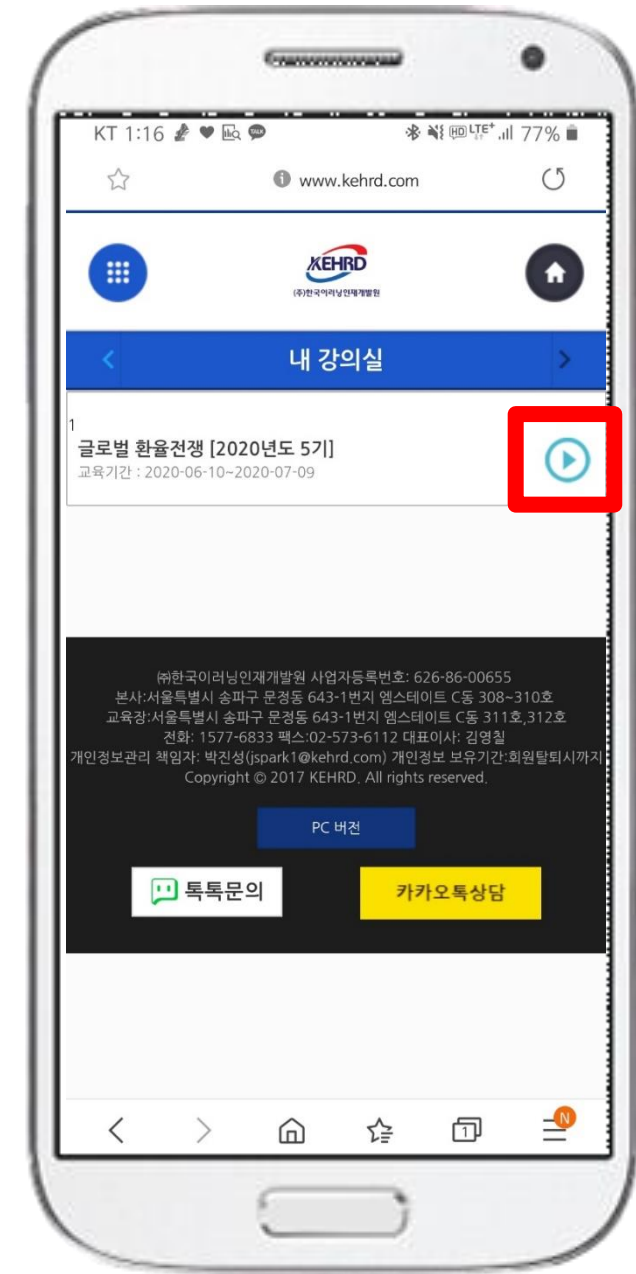 KT 1:16 HD LTE+ 77%
www.kehrd.com
KEHRD
(주)한국이러닝인재개발원
내 강의실
1
글로벌 환율전쟁 [2020년도 5기]
교육기간 : 2020-06-10~2020-07-09
㈜한국이러닝인재개발원 사업자등록번호: 626-86-00655
본사:서울특별시 송파구 문정동 643-1번지 엠스테이트 C동 308~310호
교육장:서울특별시 송파구 문정동 643-1번지 엠스테이트 C동 311호,312호
전화: 1577-6833 팩스:02-573-6112 대표이사: 김영칠
개인정보관리 책임자: 박진성(jspark1@kehrd.com) 개인정보 보유기간:회원탈퇴시까지
Copyright © 2017 KEHRD. All rights reserved.
PC 버전
톡톡문의
카카오톡상담
1
N